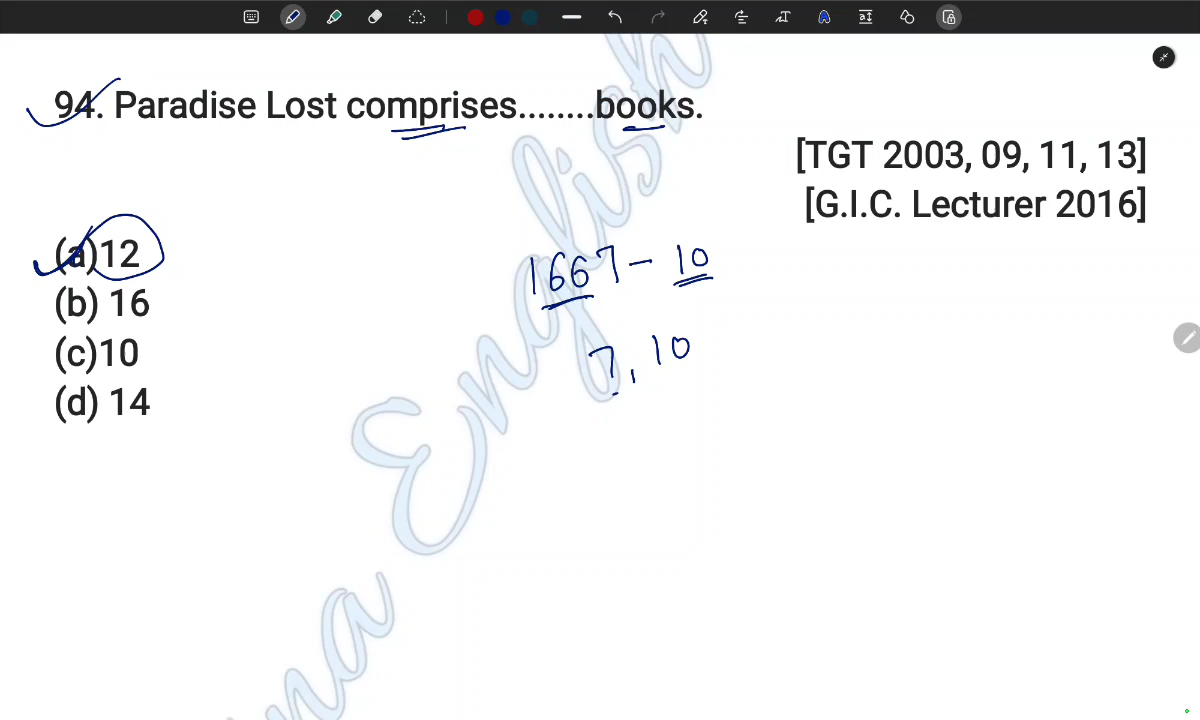 94. Paradise Lost comprises........books.
[TGT 2003, 09, 11, 13]
[G.I.C. Lecturer 2016]
(a)12
(b) 16
(c)10
(d) 14
1667 - 10
7, 10
English